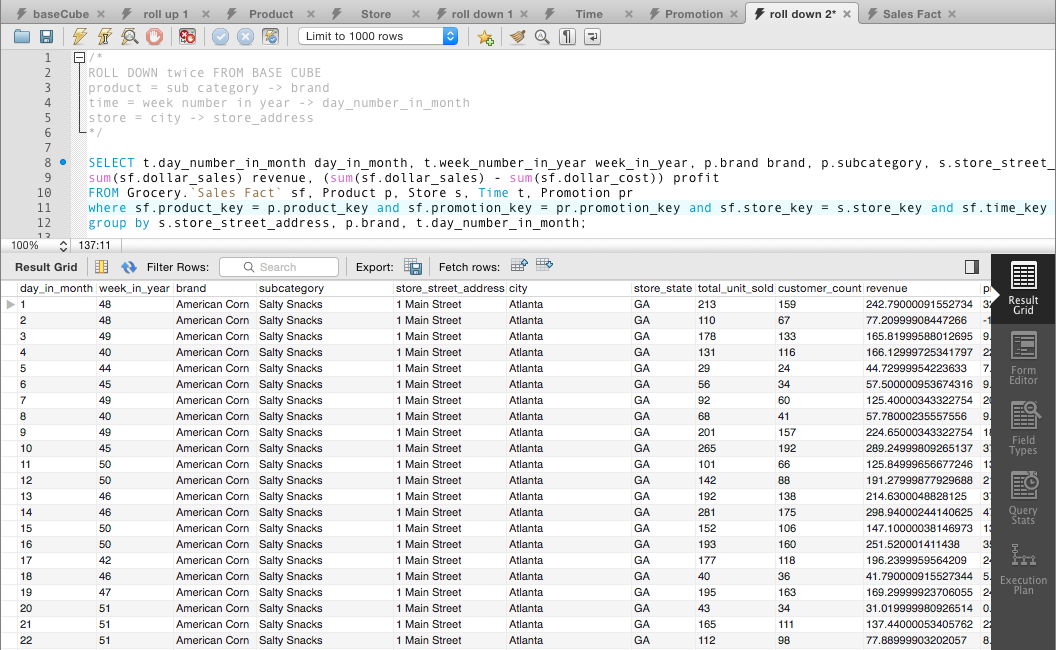 baseCube roll up 1 Product Store roll down 1 Time Promotion roll down 2* Sales Fact
Limit to 1000 rows
1 /*
2 ROLL DOWN twice FROM BASE CUBE
3 product = sub category -> brand
4 time = week number in year -> day_number_in_month
5 store = city -> store_address
6 */
7
8 SELECT t.day_number_in_month day_in_month, t.week_number_in_year week_in_year, p.brand brand, p.subcategory, s.store_street_
9 sum(sf.dollar_sales) revenue, (sum(sf.dollar_sales) - sum(sf.dollar_cost)) profit
10 FROM Grocery.`Sales Fact` sf, Product p, Store s, Time t, Promotion pr
11 where sf.product_key = p.product_key and sf.promotion_key = pr.promotion_key and sf.store_key = s.store_key and sf.time_key
12 group by s.store_street_address, p.brand, t.day_number_in_month;
13
100% 137:11
Result Grid Filter Rows: Search Export: Fetch rows:
day_in_month week_in_year brand subcategory store_street_address city store_state total_unit_sold customer_count revenue
1 48 American Corn Salty Snacks 1 Main Street Atlanta GA 213 159 242.79000091552734
2 48 American Corn Salty Snacks 1 Main Street Atlanta GA 110 67 77.20999908447266
3 49 American Corn Salty Snacks 1 Main Street Atlanta GA 178 133 165.81999588012695
4 40 American Corn Salty Snacks 1 Main Street Atlanta GA 131 116 166.12999725341797
5 44 American Corn Salty Snacks 1 Main Street Atlanta GA 29 24 44.72999954223633
6 45 American Corn Salty Snacks 1 Main Street Atlanta GA 56 34 57.500000953674316
7 49 American Corn Salty Snacks 1 Main Street Atlanta GA 92 60 125.40000343322754
8 40 American Corn Salty Snacks 1 Main Street Atlanta GA 68 41 57.78000235557556
9 49 American Corn Salty Snacks 1 Main Street Atlanta GA 201 157 224.65000343322754
10 45 American Corn Salty Snacks 1 Main Street Atlanta GA 265 192 289.24999809265137
11 50 American Corn Salty Snacks 1 Main Street Atlanta GA 101 66 125.84999656677246
12 50 American Corn Salty Snacks 1 Main Street Atlanta GA 142 88 191.27999877929688
13 46 American Corn Salty Snacks 1 Main Street Atlanta GA 192 138 214.6300048828125
14 46 American Corn Salty Snacks 1 Main Street Atlanta GA 281 175 298.94000244140625
15 50 American Corn Salty Snacks 1 Main Street Atlanta GA 152 106 147.10000038146973
16 50 American Corn Salty Snacks 1 Main Street Atlanta GA 193 160 251.520001411438
17 42 American Corn Salty Snacks 1 Main Street Atlanta GA 177 118 196.2399959564209
18 46 American Corn Salty Snacks 1 Main Street Atlanta GA 40 36 41.790000915527344
19 47 American Corn Salty Snacks 1 Main Street Atlanta GA 195 163 169.29999923706055
20 51 American Corn Salty Snacks 1 Main Street Atlanta GA 43 34 31.019999980926514
21 51 American Corn Salty Snacks 1 Main Street Atlanta GA 165 111 137.44000053405762
22 51 American Corn Salty Snacks 1 Main Street Atlanta GA 112 98 77.88999903202057
Result
Grid
Form
Editor
Field
Types
Query
Stats
Execution
Plan